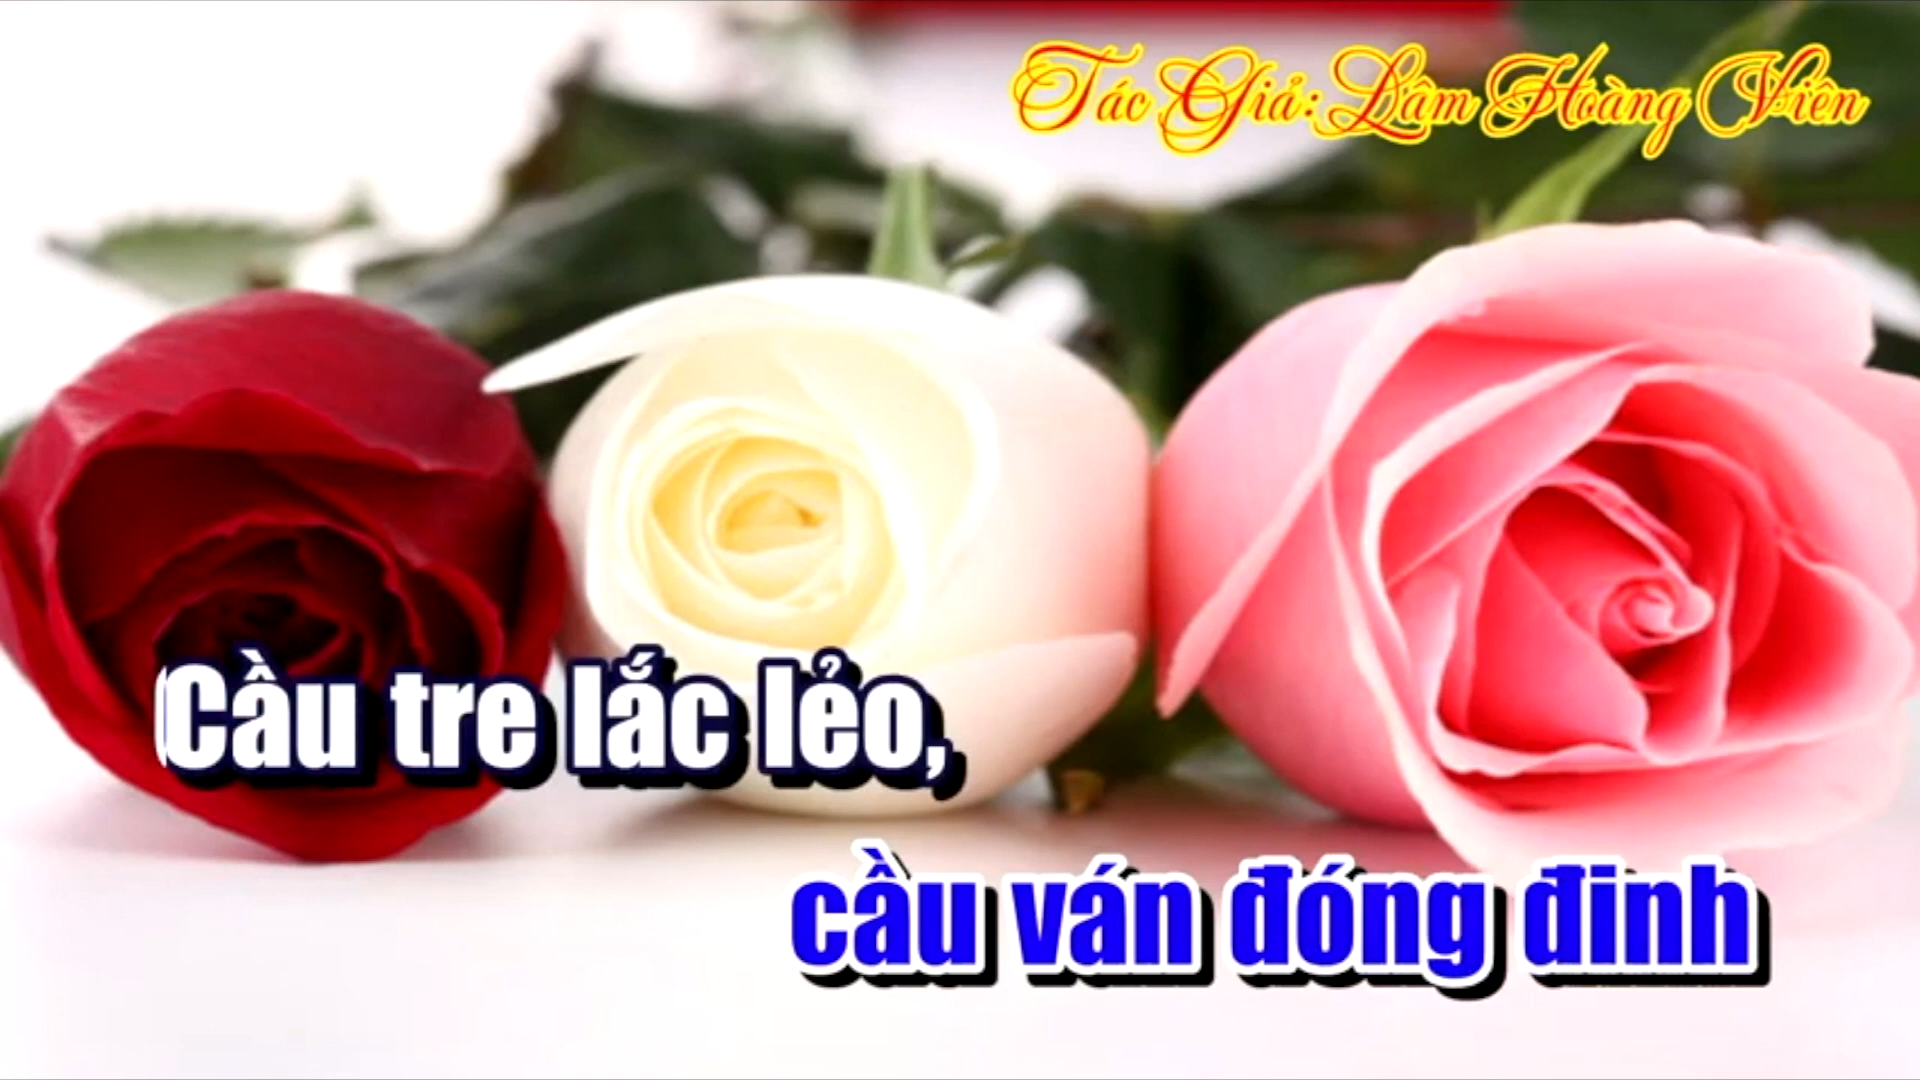 Tác Giả: Lâm Hoàng Viên
Cầu tre lắc lẻo,
cầu ván đóng đinh